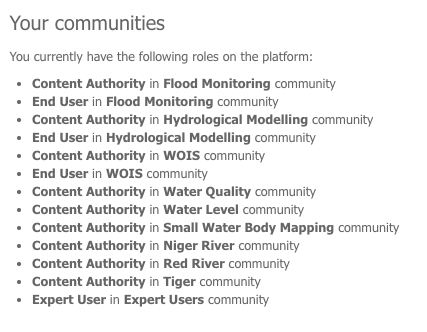 Your communities
You currently have the following roles on the platform:
• Content Authority in Flood Monitoring community
• End User in Flood Monitoring community
• Content Authority in Hydrological Modelling community
• End User in Hydrological Modelling community
• Content Authority in WOIS community
• End User in WOIS community
• Content Authority in Water Quality community
• Content Authority in Water Level community
• Content Authority in Small Water Body Mapping community
• Content Authority in Niger River community
• Content Authority in Red River community
• Content Authority in Tiger community
• Expert User in Expert Users community